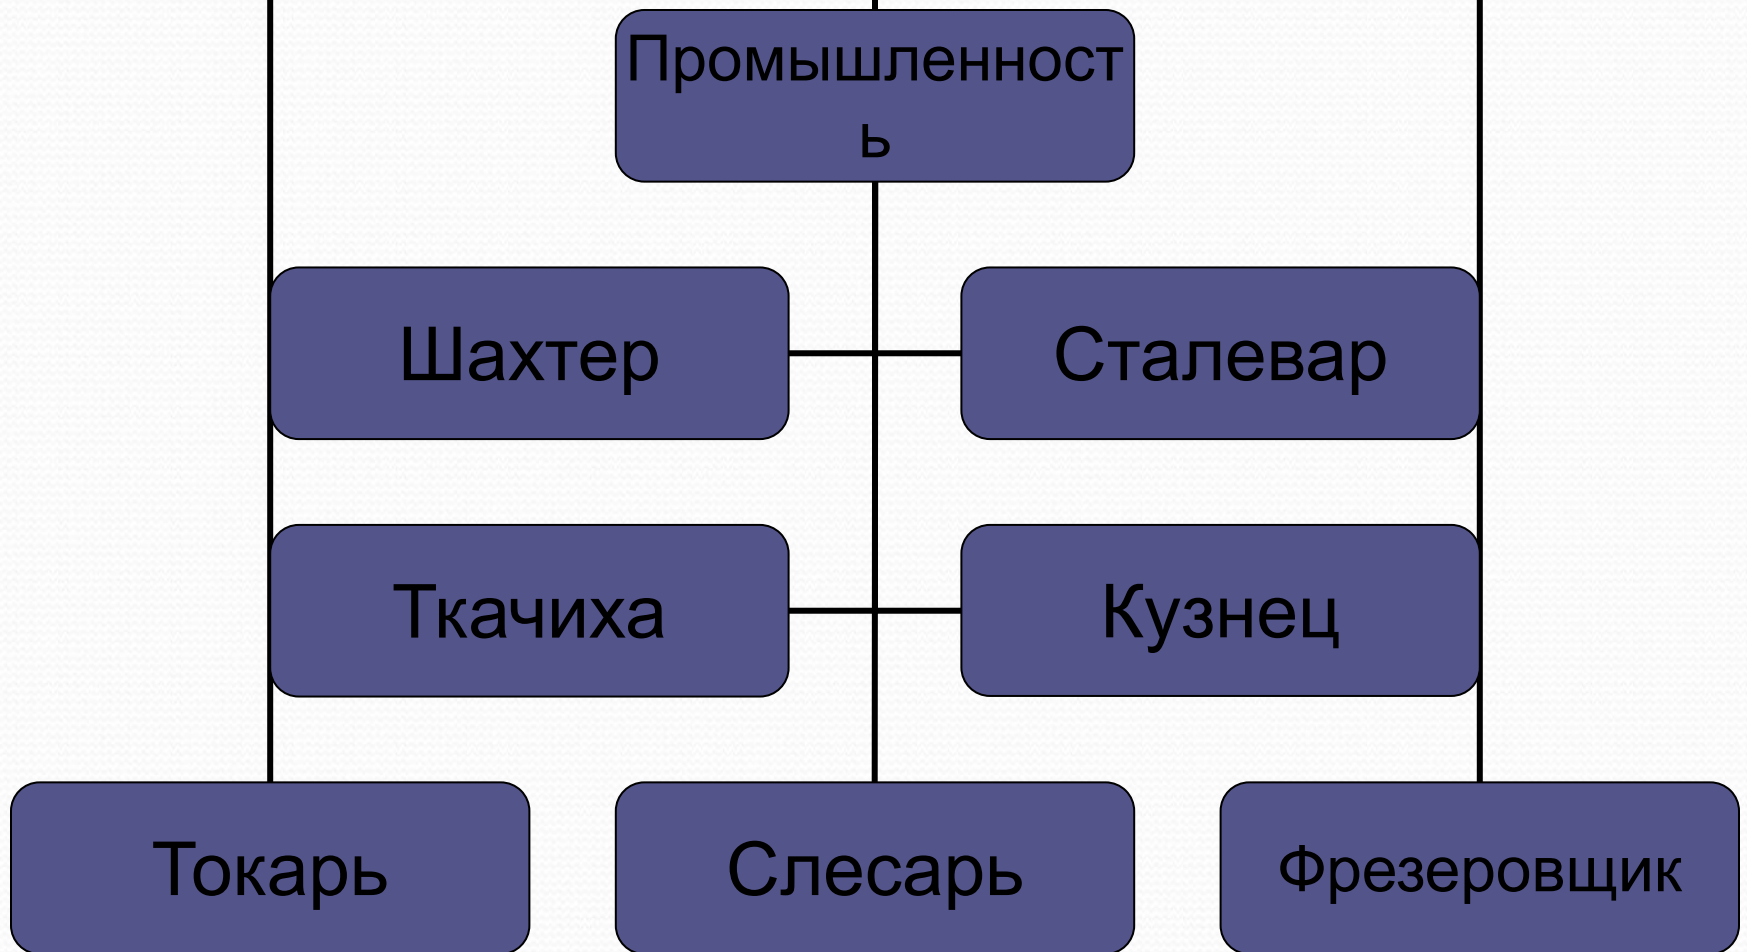 Промышленност
ь
Шахтер
Сталевар
Ткачиха
Кузнец
Токарь
Слесарь
Фрезеровщик